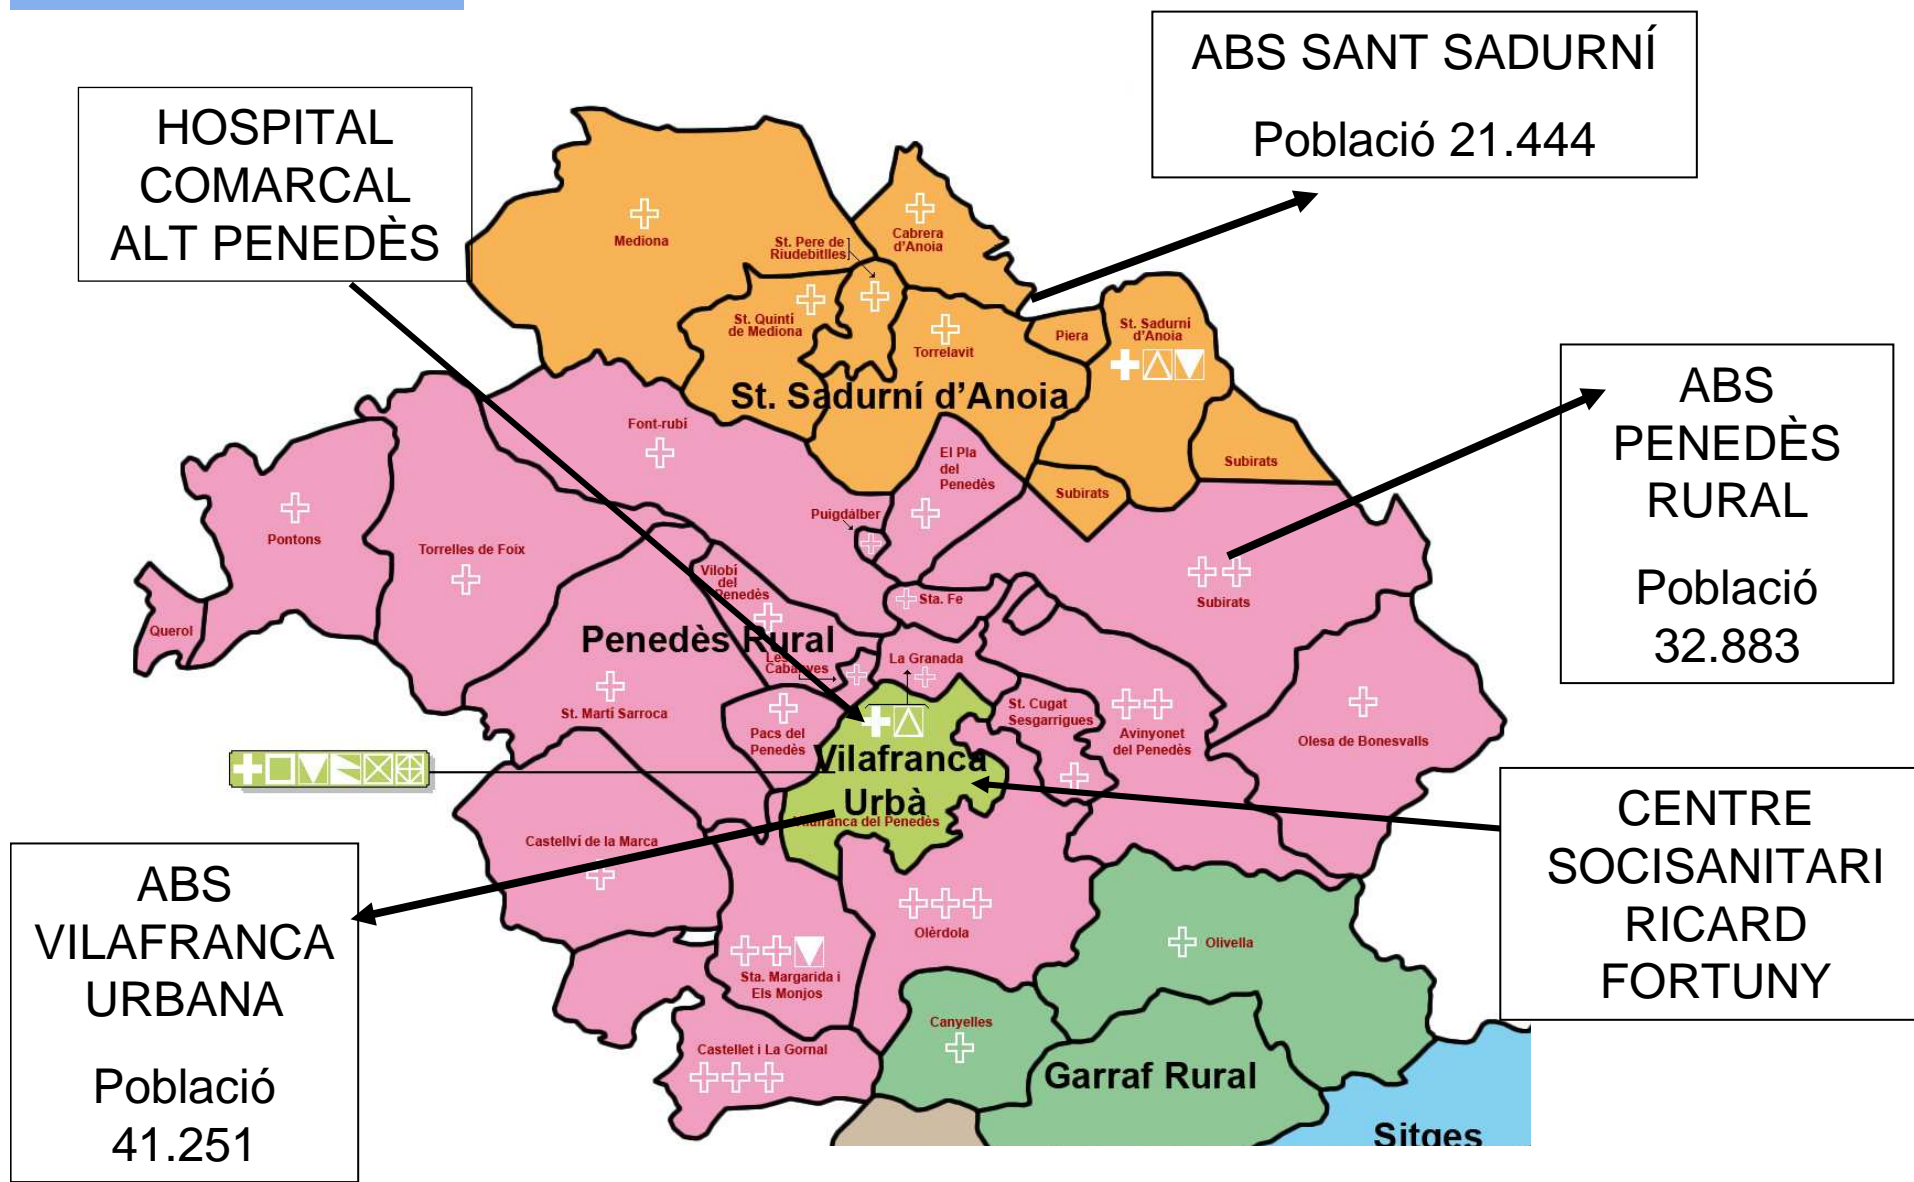 ABS SANT SADURNÍ
Població 21.444
HOSPITAL
COMARCAL
ALT PENEDÈS
Mediona
St. Pere de
Riudebitlles
Cabrera
d'Anoia
St. Quintí
de Mediona
Torrelavit
Piera
St. Sadurní
d'Anoia
St. Sadurní d'Anoia
Subirats
Subirats
ABS
PENEDÈS
RURAL
Població
32.883
Font-rubí
El Pla
del
Penedès
Puigdàlber
Pontons
Torrelles de Foix
Vilobí
del
Penedès
Sta. Fe
Subirats
Querol
Penedès Rural
Les
Cabanyes
La Granada
St. Martí Sarroca
Pacs del
Penedès
St. Cugat
Sesgarrigues
Avinyonet
del Penedès
Olesa de Bonesvalls
Vilafranca
Urbà
Vilafranca del Penedès
CENTRE
SOCISANITARI
RICARD
FORTUNY
Castellví de la Marca
ABS
VILAFRANCA
URBANA
Població
41.251
Olèrdola
Olivella
Sta. Margarida i
Els Monjos
Canyelles
Castellet i La Gornal
Garraf Rural
Sitges